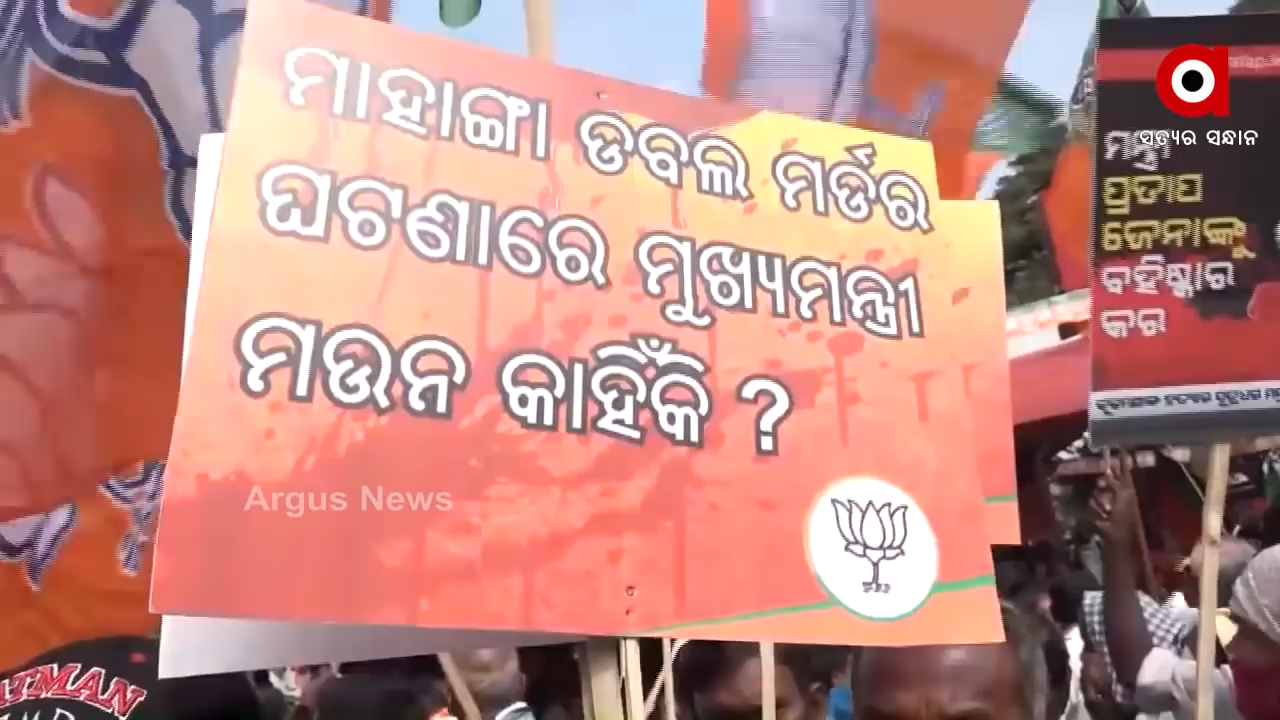 ମାହାଙ୍ଗା ଡବଲ ମର୍ଡର
ଘଟଣାରେ ମୁଖ୍ୟମନ୍ତ୍ରୀ
ମଉନ କାହିଁକି ?
Argus News
ସତ୍ୟର ସନ୍ଧାନ
ମନ୍ତ୍ରୀ
ପ୍ରତାପ
ଜେନାଙ୍କୁ
ବହିଷ୍କାର
କର